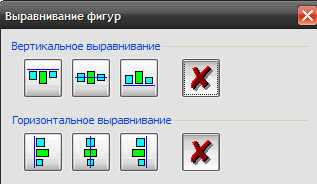 Выравнивание фигур
Вертикальное выравнивание
Горизонтальное выравнивание